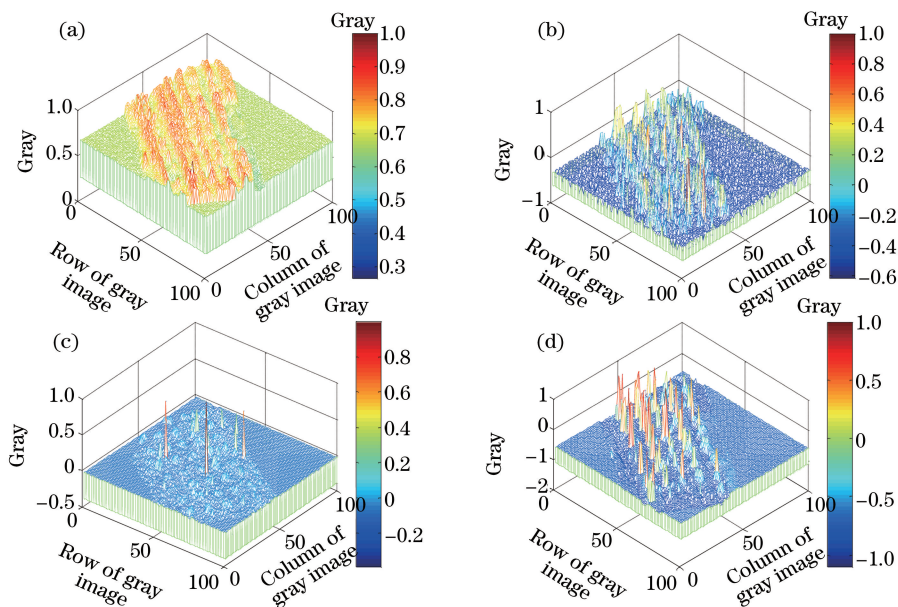 (a)
Gray
1.0
0.9
0.8
0.7
0.6
0.5
0.4
0.3
1.0
0.5
0
Gray
0
50
100
Row of gray
image
0
50
100
Column of
gray image
(b)
Gray
1.0
0.8
0.6
0.4
0.2
0
−0.2
−0.4
−0.6
1
0
−1
Gray
0
50
100
Row of gray
image
0
50
100
Column of
gray image
(c)
Gray
0.8
0.6
0.4
0.2
0
−0.2
1.0
0.5
0
−0.5
Gray
0
50
100
Row of gray
image
0
50
100
Column of
gray image
(d)
Gray
1.0
0.5
0
−0.5
−1.0
1
0
−1
−2
Gray
0
50
100
Row of gray
image
0
50
100
Column of
gray image